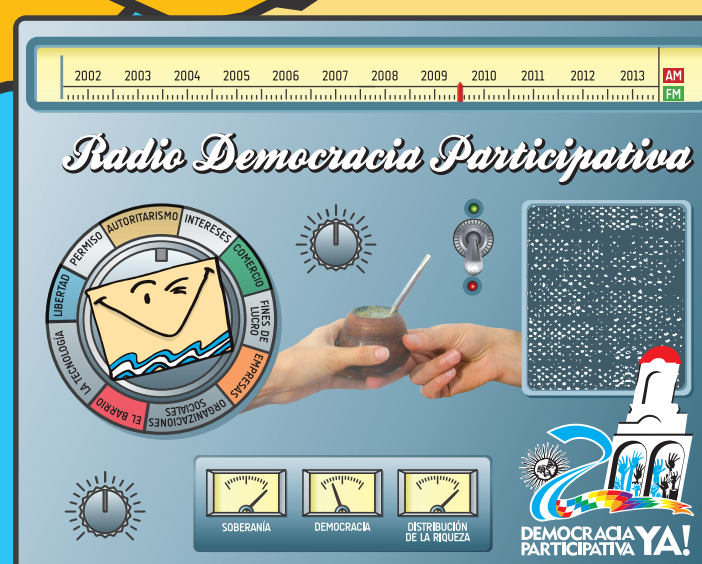 2002 2003 2004 2005 2006 2007 2008 2009 2010 2011 2012 2013 AM
FM
Radio Democracia Participativa
AUTORITARISMO
INTERESES
COMERCIO
FINES DE
LUCRO
EMPRESAS
ORGANIZACIONES
SOCIALES
EL BARRIO
LA TECNOLOGÍA
LIBERTAD
PERMISO
SOBERANÍA
DEMOCRACIA
DISTRIBUCIÓN
DE LA RIQUEZA
200
DEMOCRACIA
PARTICIPATIVA YA!